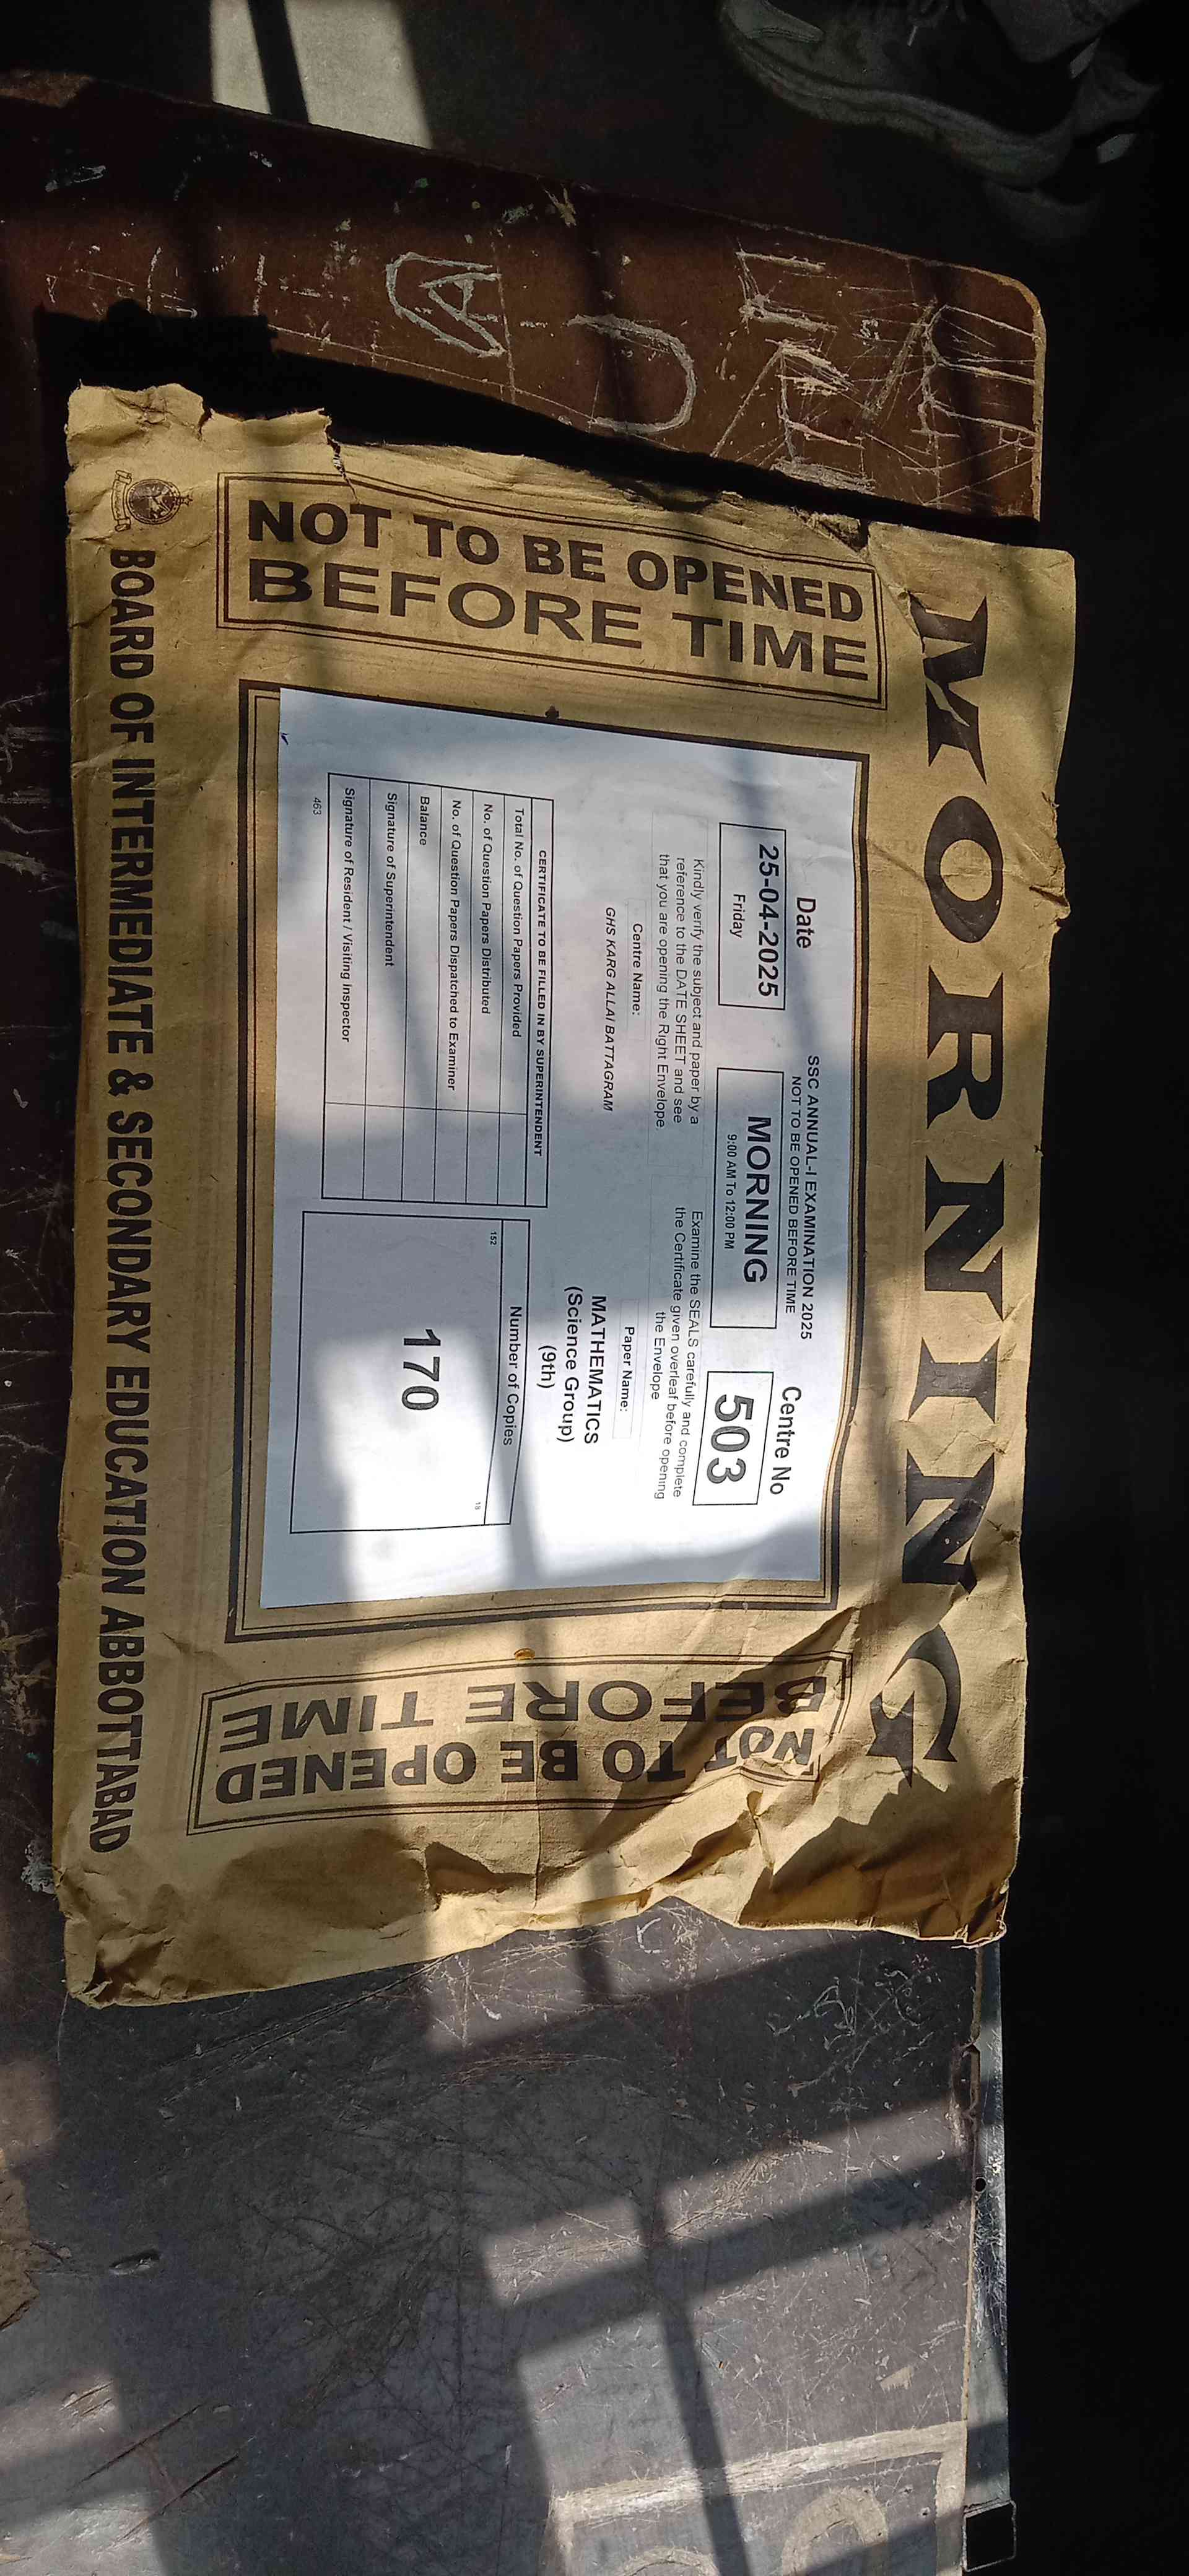 MORNING
NOT TO BE OPENED
BEFORE TIME
SSC ANNUAL-I EXAMINATION 2025
NOT TO BE OPENED BEFORE TIME
Date
25-04-2025
Friday
MORNING
9:00 AM To 12:00 PM
Centre No
503
Kindly verify the subject and paper by a
reference to the DATE SHEET and see
that you are opening the Right Envelope
Examine the SEALS carefully and complete
the Certificate given overleaf before opening
the Envelope
Centre Name:
GHS KARG ALLAI BATTAGRAM
Paper Name:
MATHEMATICS
(Science Group)
(9th)
CERTIFICATE TO BE FILLED IN BY SUPERINTENDENT
Total No. of Question Papers Provided
No. of Question Papers Distributed
No. of Question Papers Dispatched to Examiner
Balance
Signature of Superintendent
Signature of Resident / Visiting Inspector
463
Number of Copies
152
18
170
NOT TO BE OPENED
BEFORE TIME
BOARD OF INTERMEDIATE & SECONDARY EDUCATION ABBOTTABAD